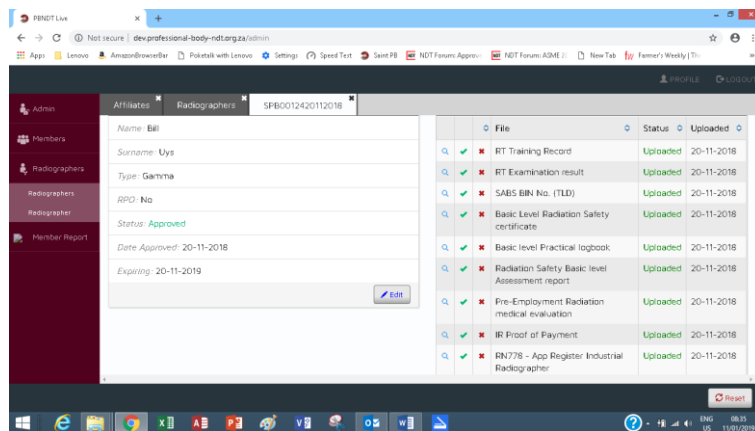 PBNDT Live
Not secure | dev.professional-body-ndt.org.za/admin
Apps Lenovo AmazonBrowserBar Poketalk with Lenovo Settings Speed Test Saint PB NDT Forum: Approv NDT Forum: ASME New Tab Farmer's Weekly | Th
PROFILE LOGOUT
Admin
Members
Radiographers
Radiographers
Radiographer
Member Report
Affiliates Radiographers SPB0012420112018
Name: Bill
Surname: Uys
Type: Gamma
RPO: No
Status: Approved
Date Approved: 20-11-2018
Expiring: 20-11-2019
Edit
File Status Uploaded
RT Training Record Uploaded 20-11-2018
RT Examination result Uploaded 20-11-2018
SABS BIN No. (TLD) Uploaded 20-11-2018
Basic Level Radiation Safety Uploaded 20-11-2018
certificate
Basic level Practical logbook Uploaded 20-11-2018
Radiation Safety Basic level Uploaded 20-11-2018
Assessment report
Pre-Employment Radiation Uploaded 20-11-2018
medical evaluation
IR Proof of Payment Uploaded 20-11-2018
RN778 - App Register Industrial Uploaded 20-11-2018
Radiographer
Reset
ENG 08:35
US 11/01/2019